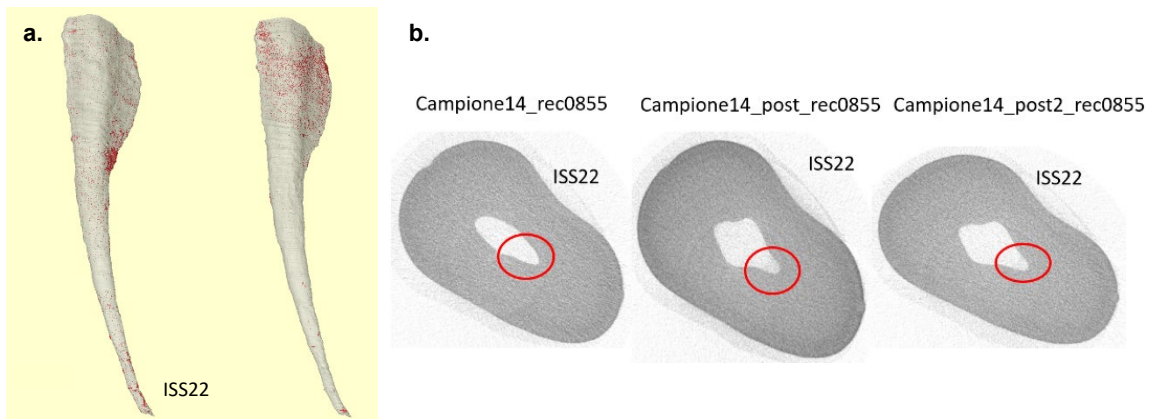 a.
ISS22
b.
Campione14_rec0855
Campione14_post_rec0855
Campione14_post2_rec0855
ISS22
ISS22
ISS22